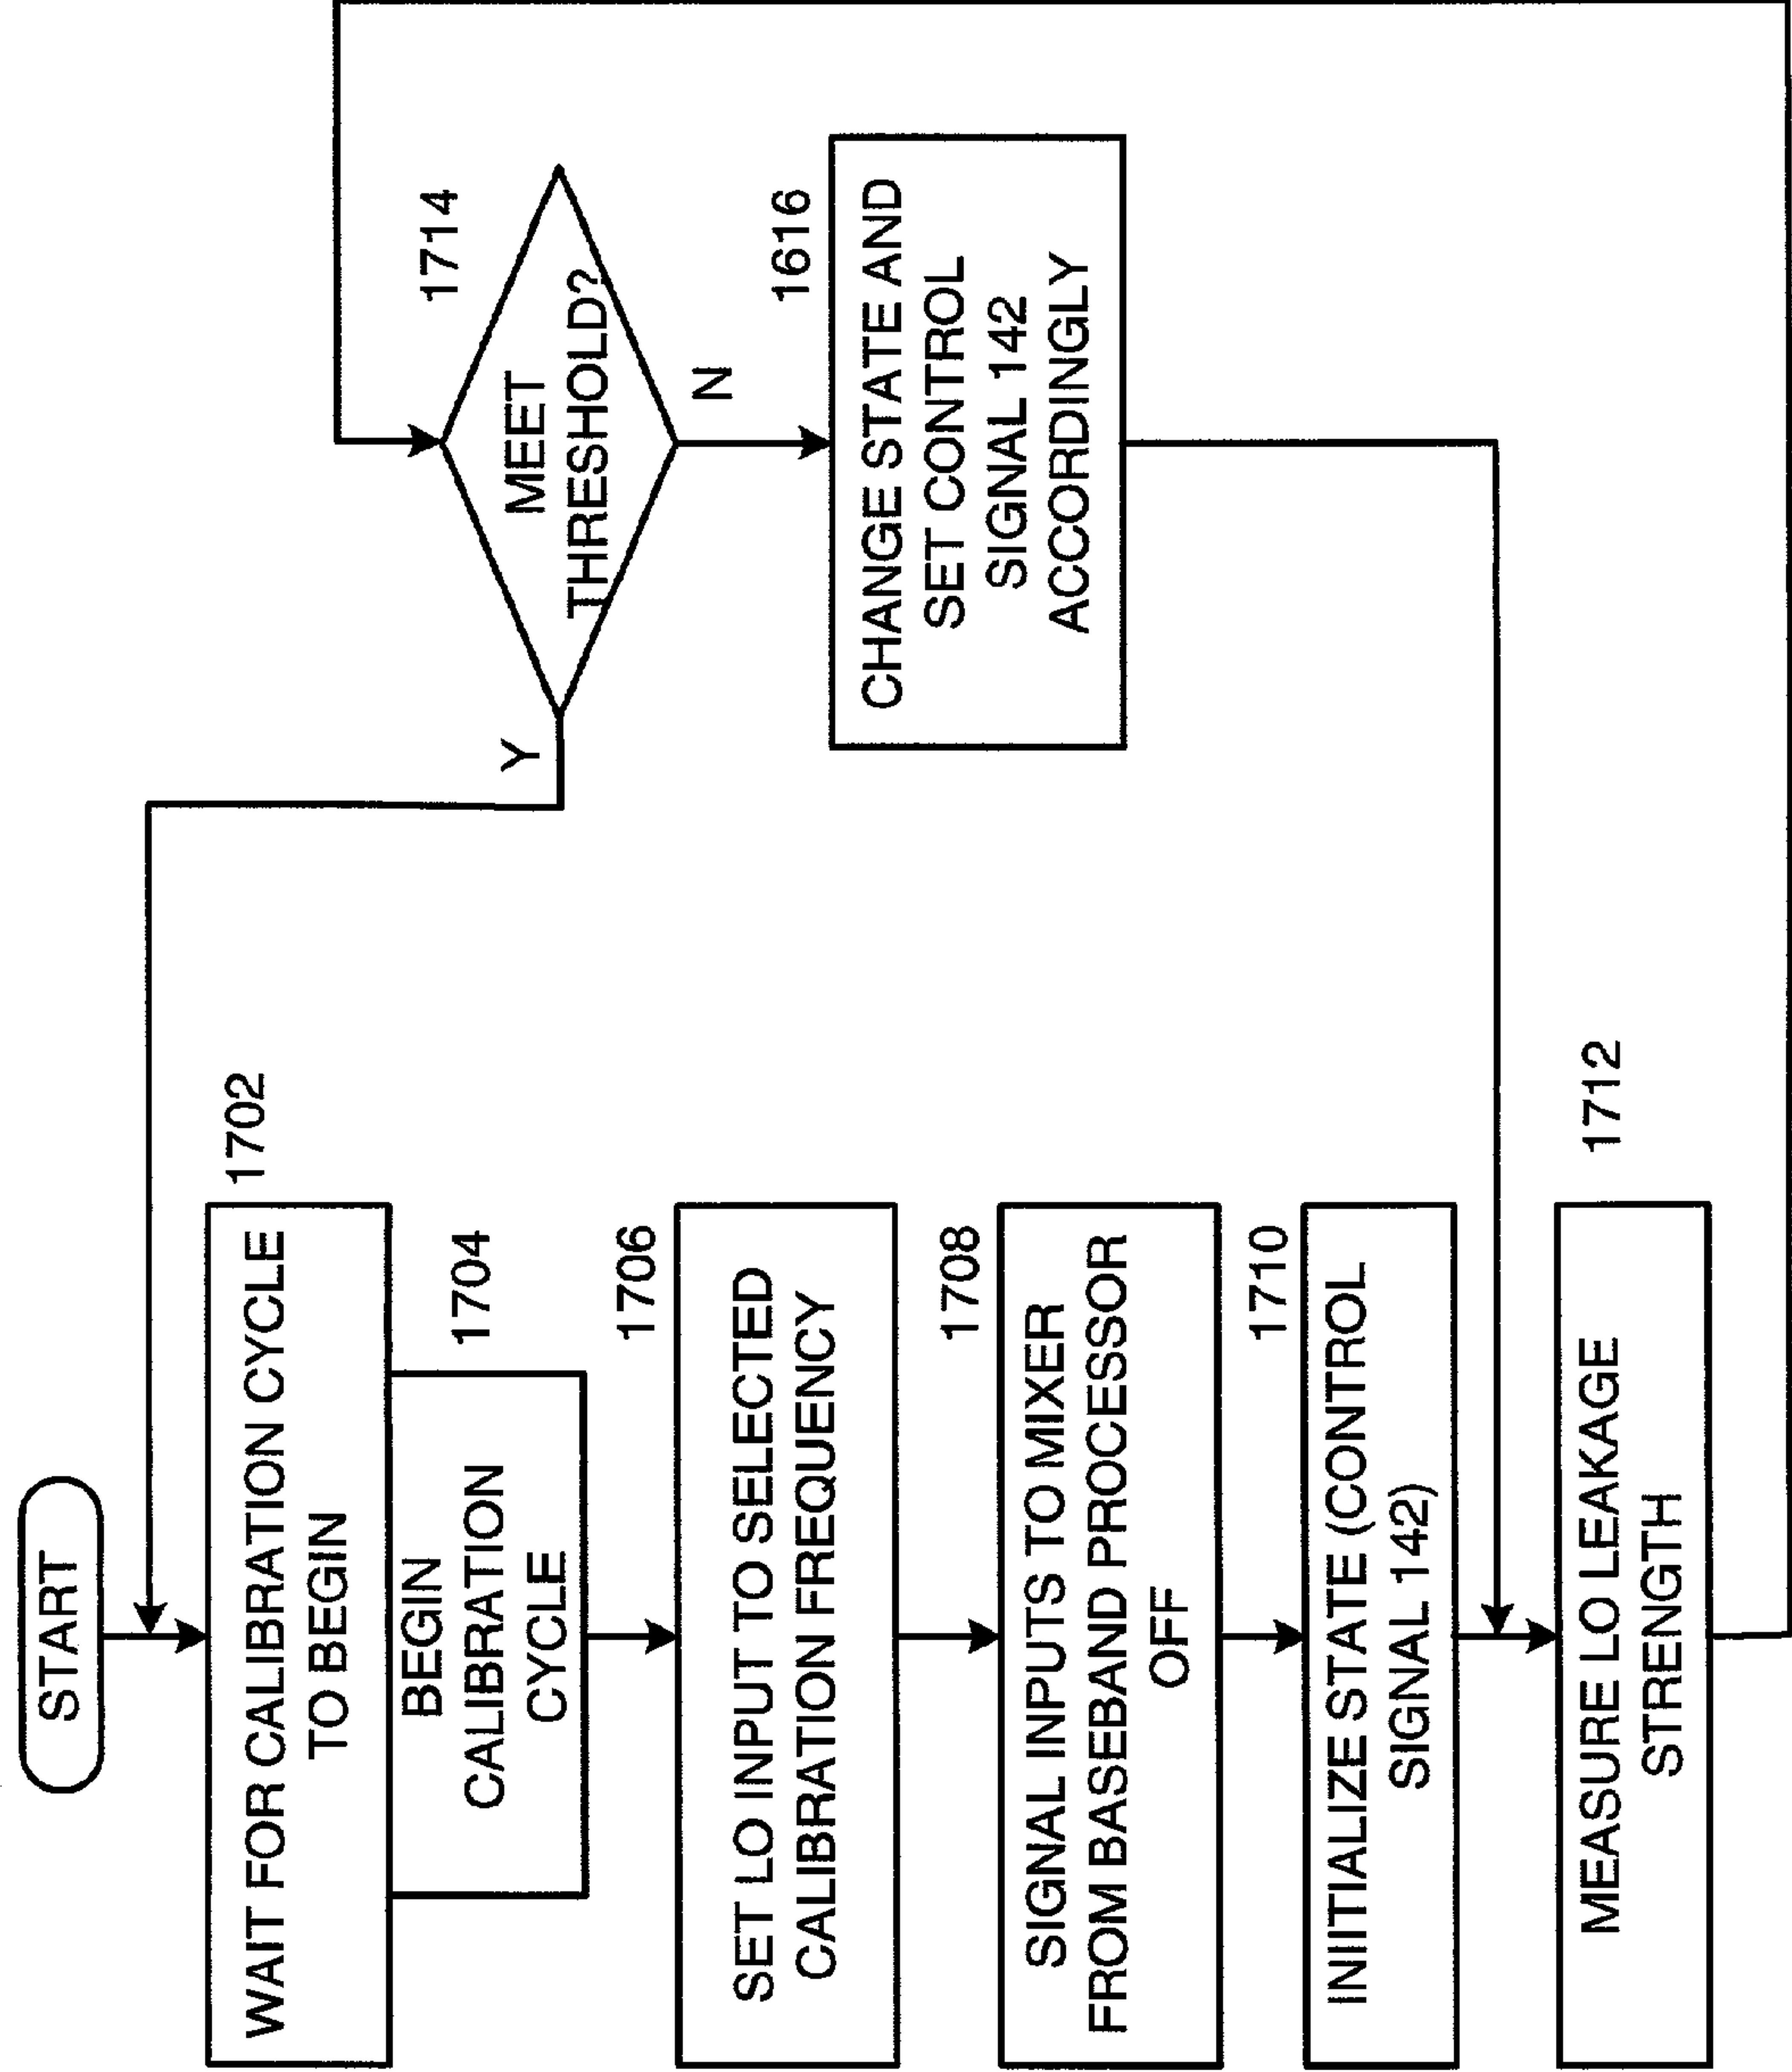 START
1702
WAIT FOR CALIBRATION CYCLE
TO BEGIN
1704
BEGIN
CALIBRATION
CYCLE
1706
SET LO INPUT TO SELECTED
CALIBRATION FREQUENCY
1708
SIGNAL INPUTS TO MIXER
FROM BASEBAND PROCESSOR
OFF
1710
INIITIALIZE STATE (CONTROL
SIGNAL 142)
1712
MEASURE LO LEAKAGE
STRENGTH
1714
MEET
THRESHOLD?
Y
N
1616
CHANGE STATE AND
SET CONTROL
SIGNAL 142
ACCORDINGLY